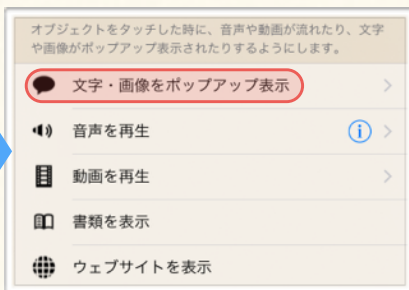 オブジェクトをタッチした時に、音声や動画が流れたり、文字
や画像がポップアップ表示されたりするようにします。
文字・画像をポップアップ表示
音声を再生
動画を再生
書類を表示
ウェブサイトを表示